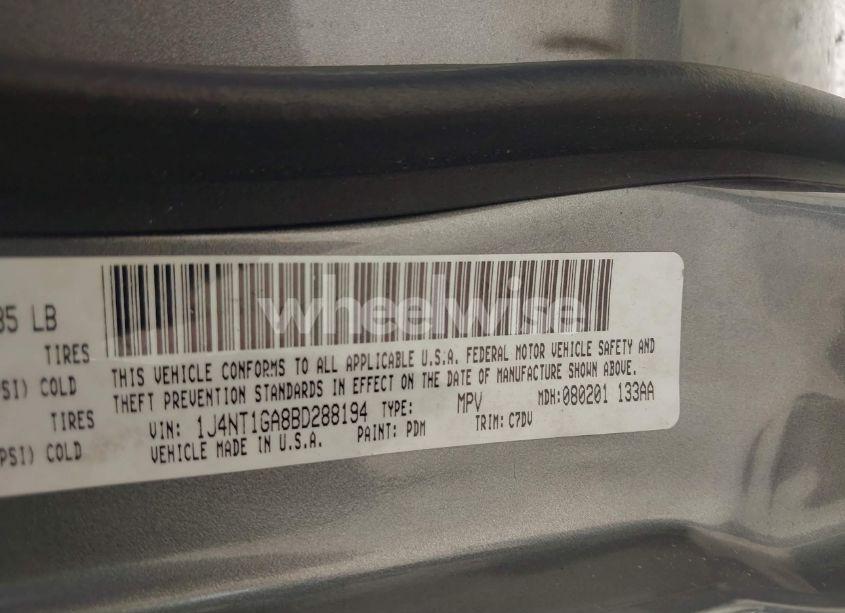 85 LB
TIRES
PSI) COLD
TIRES
PSI) COLD
wheelwise
THIS VEHICLE CONFORMS TO ALL APPLICABLE U.S.A. FEDERAL MOTOR VEHICLE SAFETY AND
THEFT PREVENTION STANDARDS IN EFFECT ON THE DATE OF MANUFACTURE SHOWN ABOVE.
VIN: 1J4NT1GA8BD288194 TYPE: MPV MDH:080201 133AA
VEHICLE MADE IN U.S.A. PAINT: PDM TRIM: C7DV